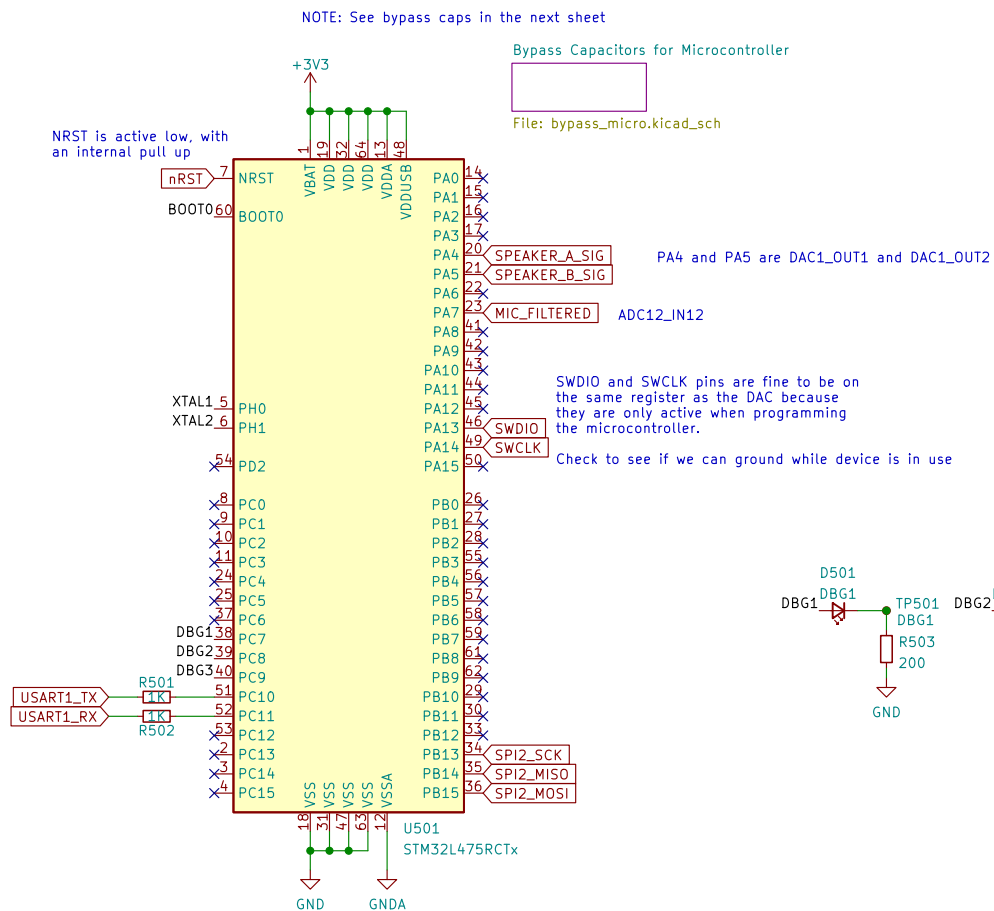 NOTE: See bypass caps in the next sheet
Bypass Capacitors for Microcontroller
File: bypass_micro.kicad_sch
+3V3
NRST is active low, with
an internal pull up
1 19 32 64 13 48
VBAT VDD VDD VDD VDDA VDDUSB
nRST 7 NRST
BOOT0 60 BOOT0
XTAL1 5 PH0
XTAL2 6 PH1
54 PD2
8 PC0
9 PC1
10 PC2
11 PC3
24 PC4
25 PC5
37 PC6
DBG1 38 PC7
DBG2 39 PC8
DBG3 40 PC9
R501
USART1_TX 1K 51 PC10
USART1_RX 1K 52 PC11
R502
53 PC12
2 PC13
3 PC14
4 PC15
PA0 14
PA1 15
PA2 16
PA3 17
PA4 20 SPEAKER_A_SIG
PA5 21 SPEAKER_B_SIG
PA4 and PA5 are DAC1_OUT1 and DAC1_OUT2
PA6 22
PA7 23 MIC_FILTERED
ADC12_IN12
PA8 41
PA9 42
PA10 43
PA11 44
PA12 45
PA13 46 SWDIO
PA14 49 SWCLK
PA15 50
SWDIO and SWCLK pins are fine to be on
the same register as the DAC because
they are only active when programming
the microcontroller.
Check to see if we can ground while device is in use
PB0 26
PB1 27
PB2 28
PB3 55
PB4 56
PB5 57
PB6 58
PB7 59
PB8 61
PB9 62
PB10 29
PB11 30
PB12 33
PB13 34 SPI2_SCK
PB14 35 SPI2_MISO
PB15 36 SPI2_MOSI
VSS VSS VSS VSS VSSA
18 31 47 63 12
U501
STM32L475RCTx
GND
GNDA
D501
DBG1
DBG1
TP501
DBG1
R503
200
GND
DBG2